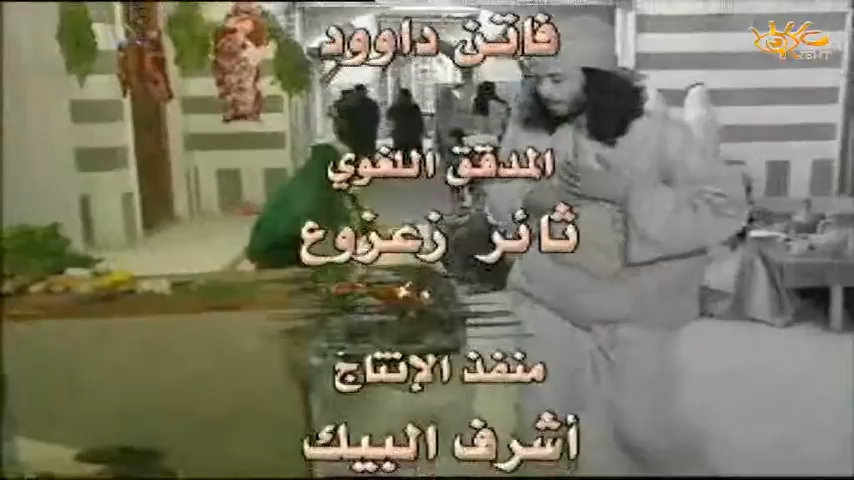 فاتن داوود
المدقق اللغوي
ثائر زعزوع
منفذ الإنتاج
أشرف البيك